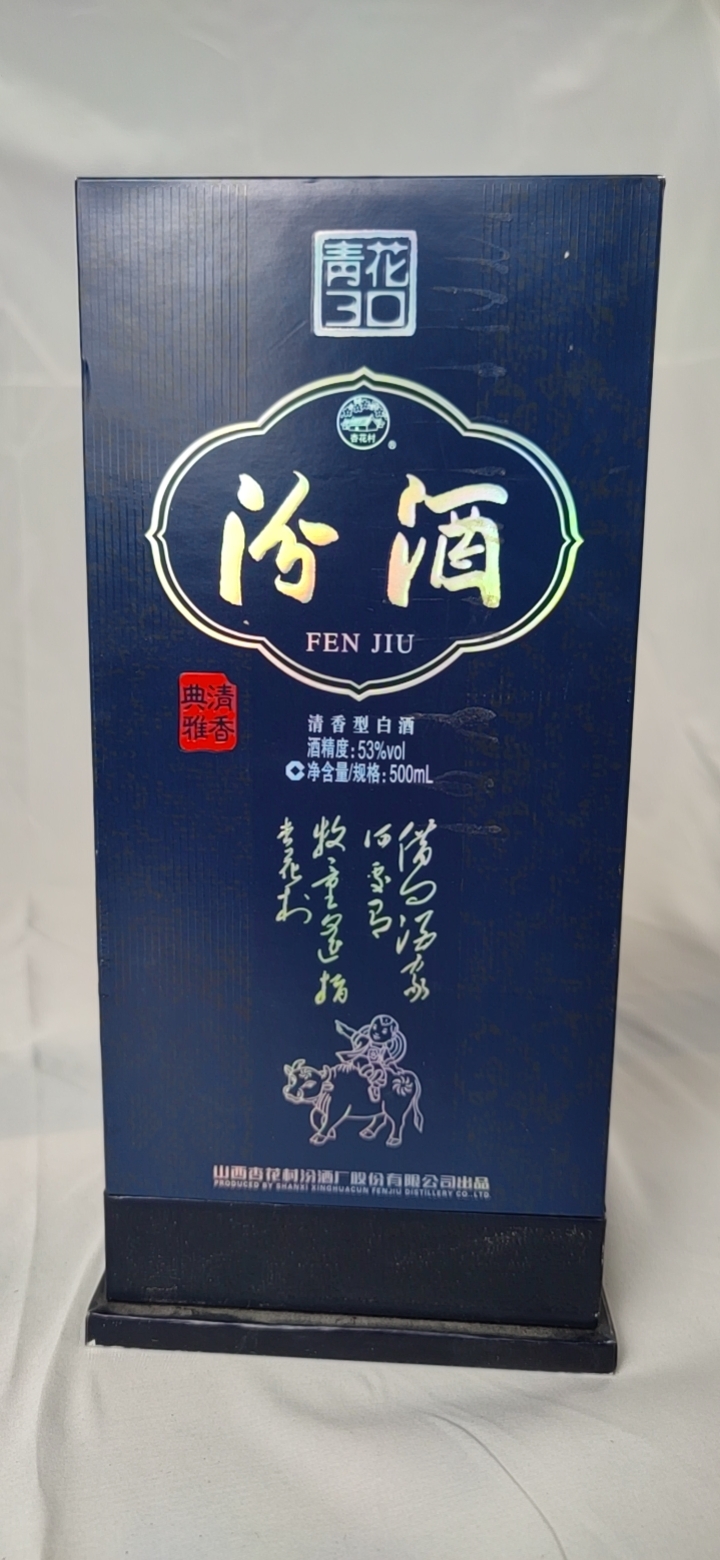 青花
30
杏花村
®
汾酒
FEN JIU
清香
典雅
清香型白酒
酒精度:53%vol
净含量/规格:500mL
借问酒家
何处有
牧童遥指
杏花村
山西杏花村汾酒厂股份有限公司出品
PRODUCED BY SHANXI XINGHUACUN FENJIU DISTILLERY CO.,LTD.